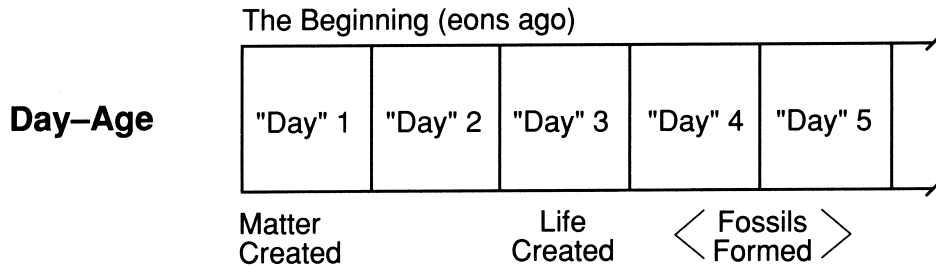 The Beginning (eons ago)
Day–Age
"Day" 1
"Day" 2
"Day" 3
"Day" 4
"Day" 5
Matter
Created
Life
Created
Fossils
Formed